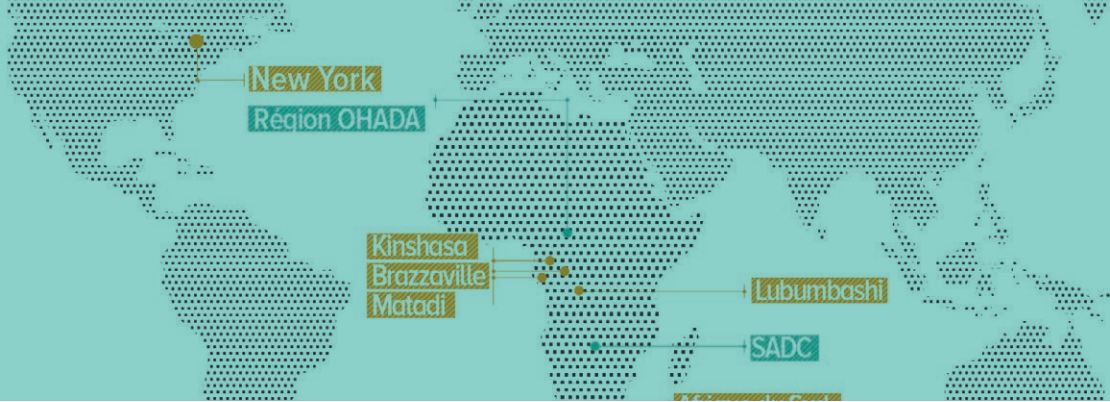 New York
Région OHADA
Kinshasa
Brazzaville
Matadi
Lubumbashi
SADC